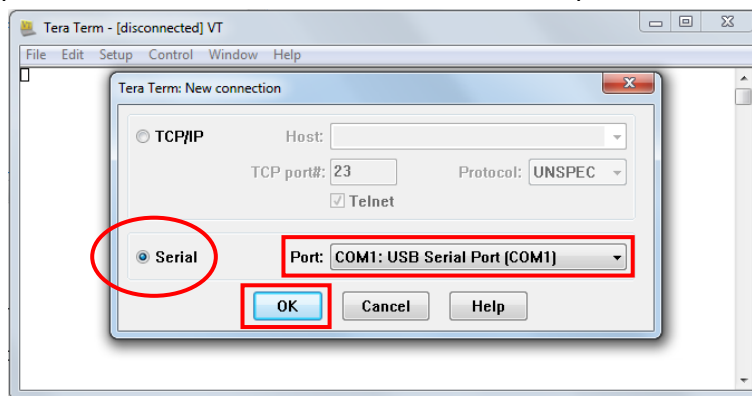 Tera Term - [disconnected] VT
File Edit Setup Control Window Help
Tera Term: New connection
TCP/IP Host:
TCP port#: 23 Protocol: UNSPEC
Telnet
Serial Port: COM1: USB Serial Port (COM1)
OK Cancel Help